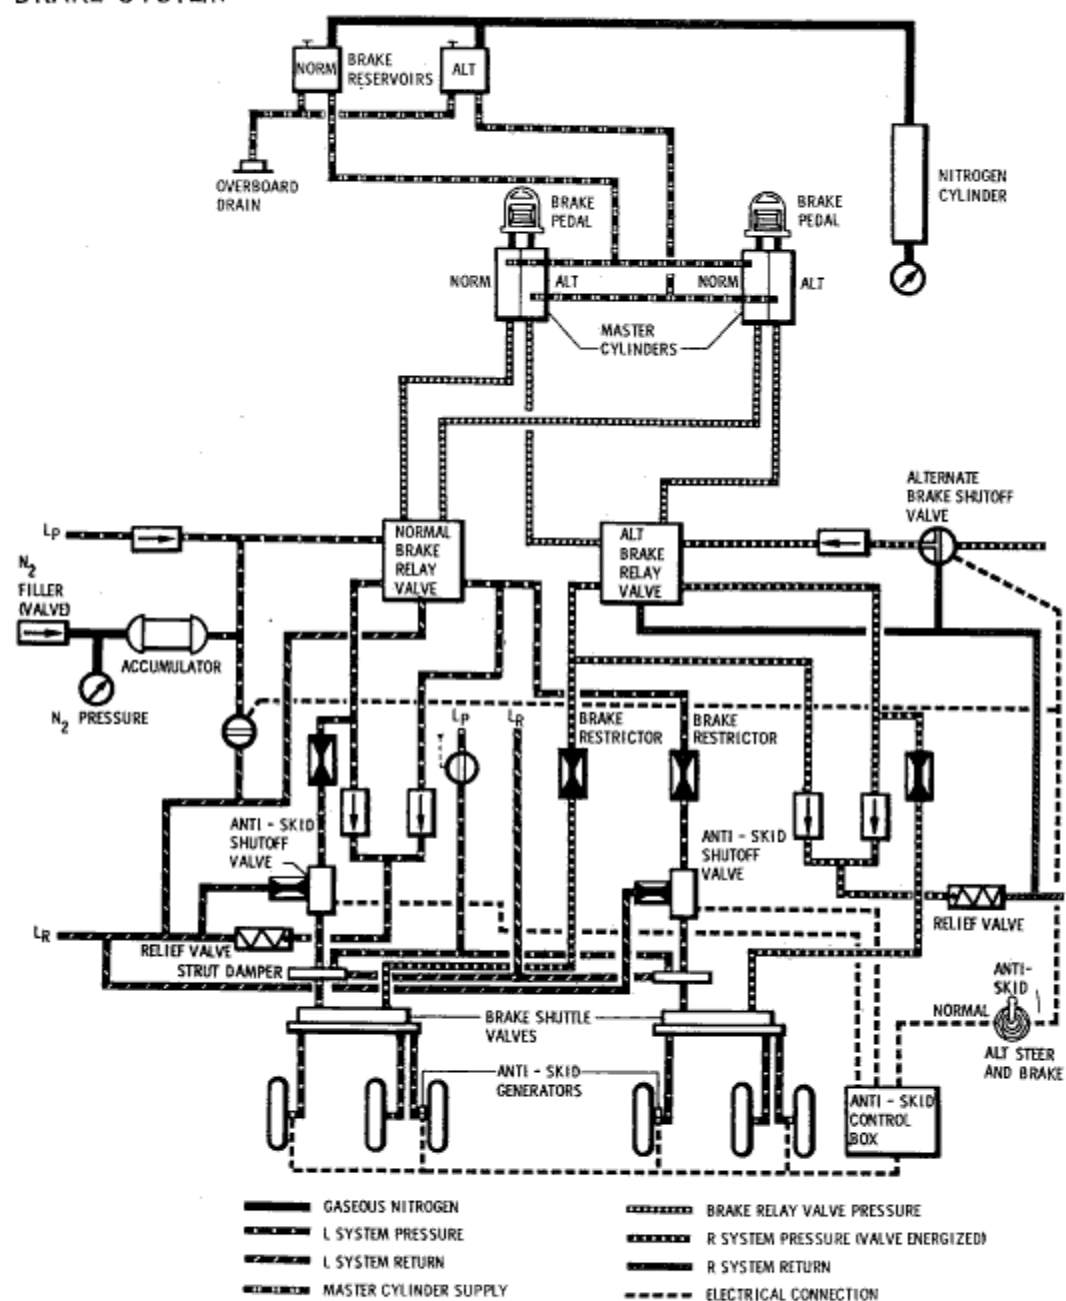 BRAKE SYSTEM
NORM
BRAKE
RESERVOIRS
ALT
OVERBOARD
DRAIN
NITROGEN
CYLINDER
BRAKE
PEDAL
BRAKE
PEDAL
NORM
ALT
NORM
ALT
MASTER
CYLINDERS
ALTERNATE
BRAKE SHUTOFF
VALVE
LP
NORMAL
BRAKE
RELAY
VALVE
ALT
BRAKE
RELAY
VALVE
N2
FILLER
(VALVE)
ACCUMULATOR
N2 PRESSURE
LP
LR
BRAKE
RESTRICTOR
BRAKE
RESTRICTOR
ANTI - SKID
SHUTOFF
VALVE
ANTI - SKID
SHUTOFF
VALVE
LR
RELIEF VALVE
RELIEF VALVE
STRUT DAMPER
ANTI-
SKID
NORMAL
BRAKE SHUTTLE
VALVES
ALT STEER
AND BRAKE
ANTI - SKID
GENERATORS
ANTI - SKID
CONTROL
BOX
GASEOUS NITROGEN
L SYSTEM PRESSURE
L SYSTEM RETURN
MASTER CYLINDER SUPPLY
BRAKE RELAY VALVE PRESSURE
R SYSTEM PRESSURE (VALVE ENERGIZED)
R SYSTEM RETURN
ELECTRICAL CONNECTION